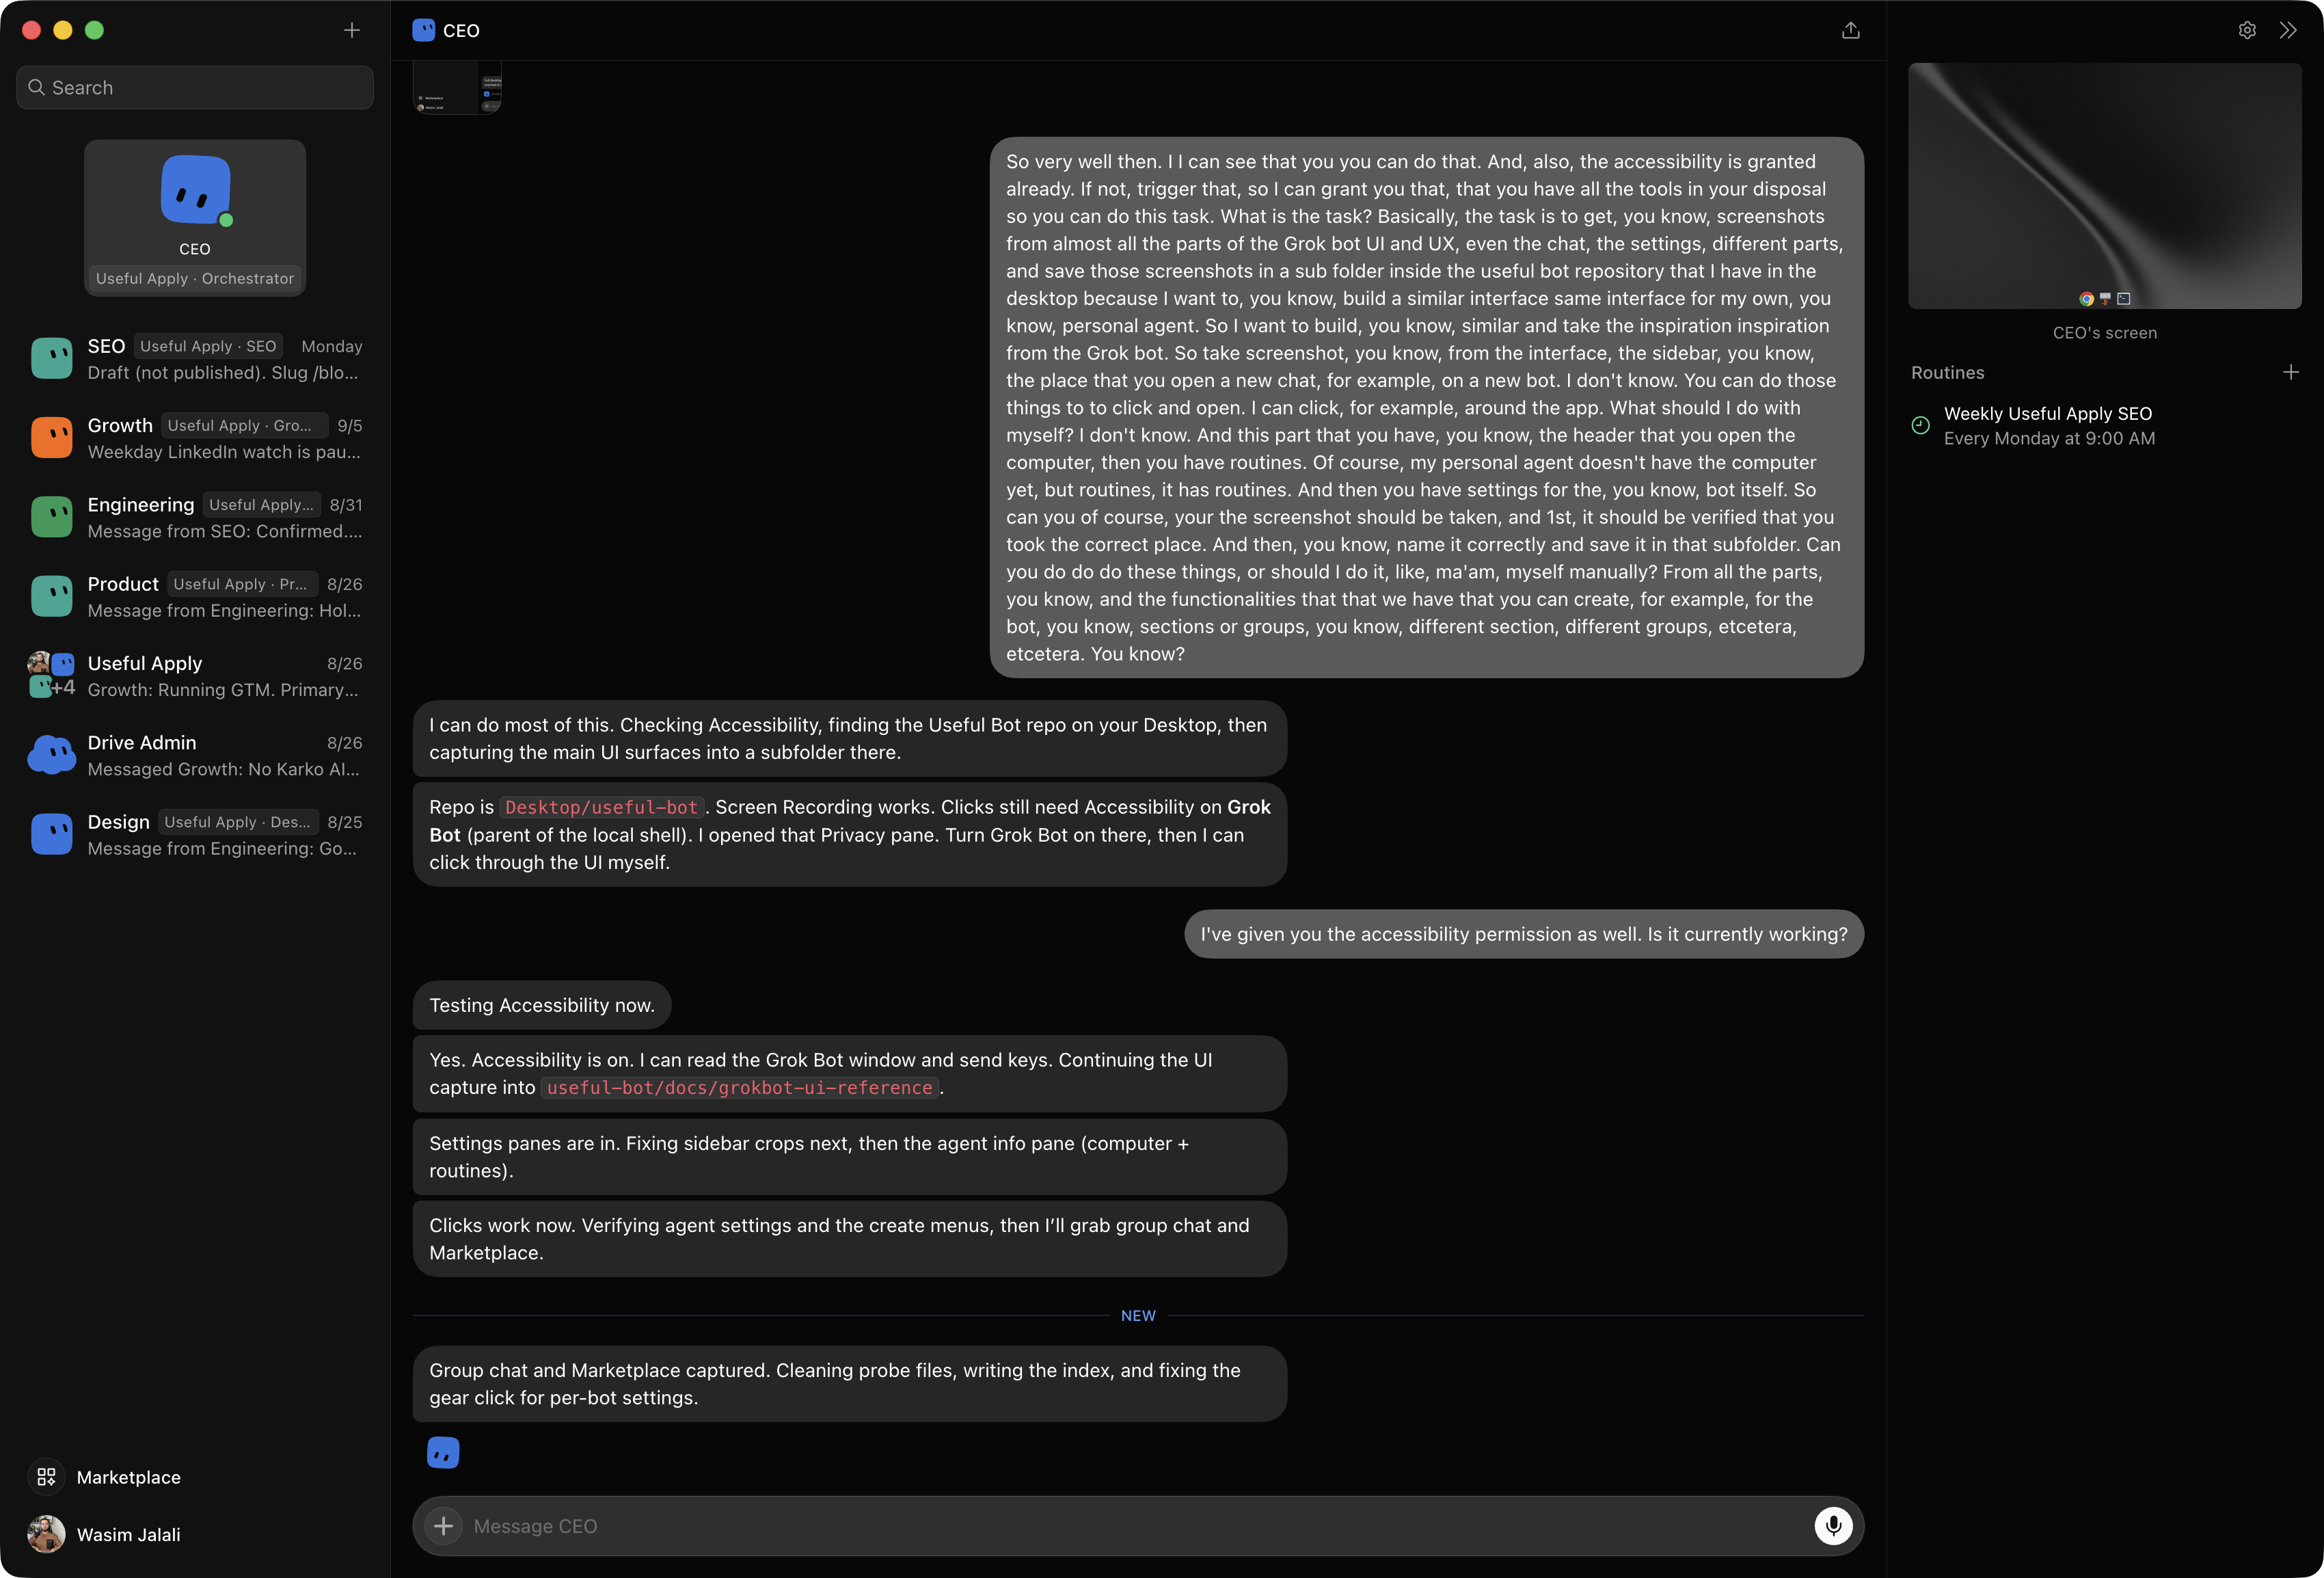 CEO
Search
CEO
Useful Apply · Orchestrator
SEO Useful Apply · SEO Monday
Draft (not published). Slug /blo...
Growth Useful Apply · Gro... 9/5
Weekday LinkedIn watch is pau...
Engineering Useful Apply... 8/31
Message from SEO: Confirmed....
Product Useful Apply · Pr... 8/26
Message from Engineering: Hol...
+4
Useful Apply 8/26
Growth: Running GTM. Primary...
Drive Admin 8/26
Messaged Growth: No Karko Al...
Design Useful Apply · Des... 8/25
Message from Engineering: Go...
Marketplace
Wasim Jalali
So very well then. I I can see that you you can do that. And, also, the accessibility is granted
already. If not, trigger that, so I can grant you that, that you have all the tools in your disposal
so you can do this task. What is the task? Basically, the task is to get, you know, screenshots
from almost all the parts of the Grok bot UI and UX, even the chat, the settings, different parts,
and save those screenshots in a sub folder inside the useful bot repository that I have in the
desktop because I want to, you know, build a similar interface same interface for my own, you
know, personal agent. So I want to build, you know, similar and take the inspiration inspiration
from the Grok bot. So take screenshot, you know, from the interface, the sidebar, you know,
the place that you open a new chat, for example, on a new bot. I don't know. You can do those
things to to click and open. I can click, for example, around the app. What should I do with
myself? I don't know. And this part that you have, you know, the header that you open the
computer, then you have routines. Of course, my personal agent doesn't have the computer
yet, but routines, it has routines. And then you have settings for the, you know, bot itself. So
can you of course, your the screenshot should be taken, and 1st, it should be verified that you
took the correct place. And then, you know, name it correctly and save it in that subfolder. Can
you do do do these things, or should I do it, like, ma'am, myself manually? From all the parts,
you know, and the functionalities that that we have that you can create, for example, for the
bot, you know, sections or groups, you know, different section, different groups, etcetera,
etcetera. You know?
I can do most of this. Checking Accessibility, finding the Useful Bot repo on your Desktop, then
capturing the main UI surfaces into a subfolder there.
Repo is Desktop/useful-bot. Screen Recording works. Clicks still need Accessibility on Grok
Bot (parent of the local shell). I opened that Privacy pane. Turn Grok Bot on there, then I can
click through the UI myself.
I've given you the accessibility permission as well. Is it currently working?
Testing Accessibility now.
Yes. Accessibility is on. I can read the Grok Bot window and send keys. Continuing the UI
capture into useful-bot/docs/grokbot-ui-reference.
Settings panes are in. Fixing sidebar crops next, then the agent info pane (computer +
routines).
Clicks work now. Verifying agent settings and the create menus, then I’ll grab group chat and
Marketplace.
NEW
Group chat and Marketplace captured. Cleaning probe files, writing the index, and fixing the
gear click for per-bot settings.
Message CEO
CEO's screen
Routines
Weekly Useful Apply SEO
Every Monday at 9:00 AM